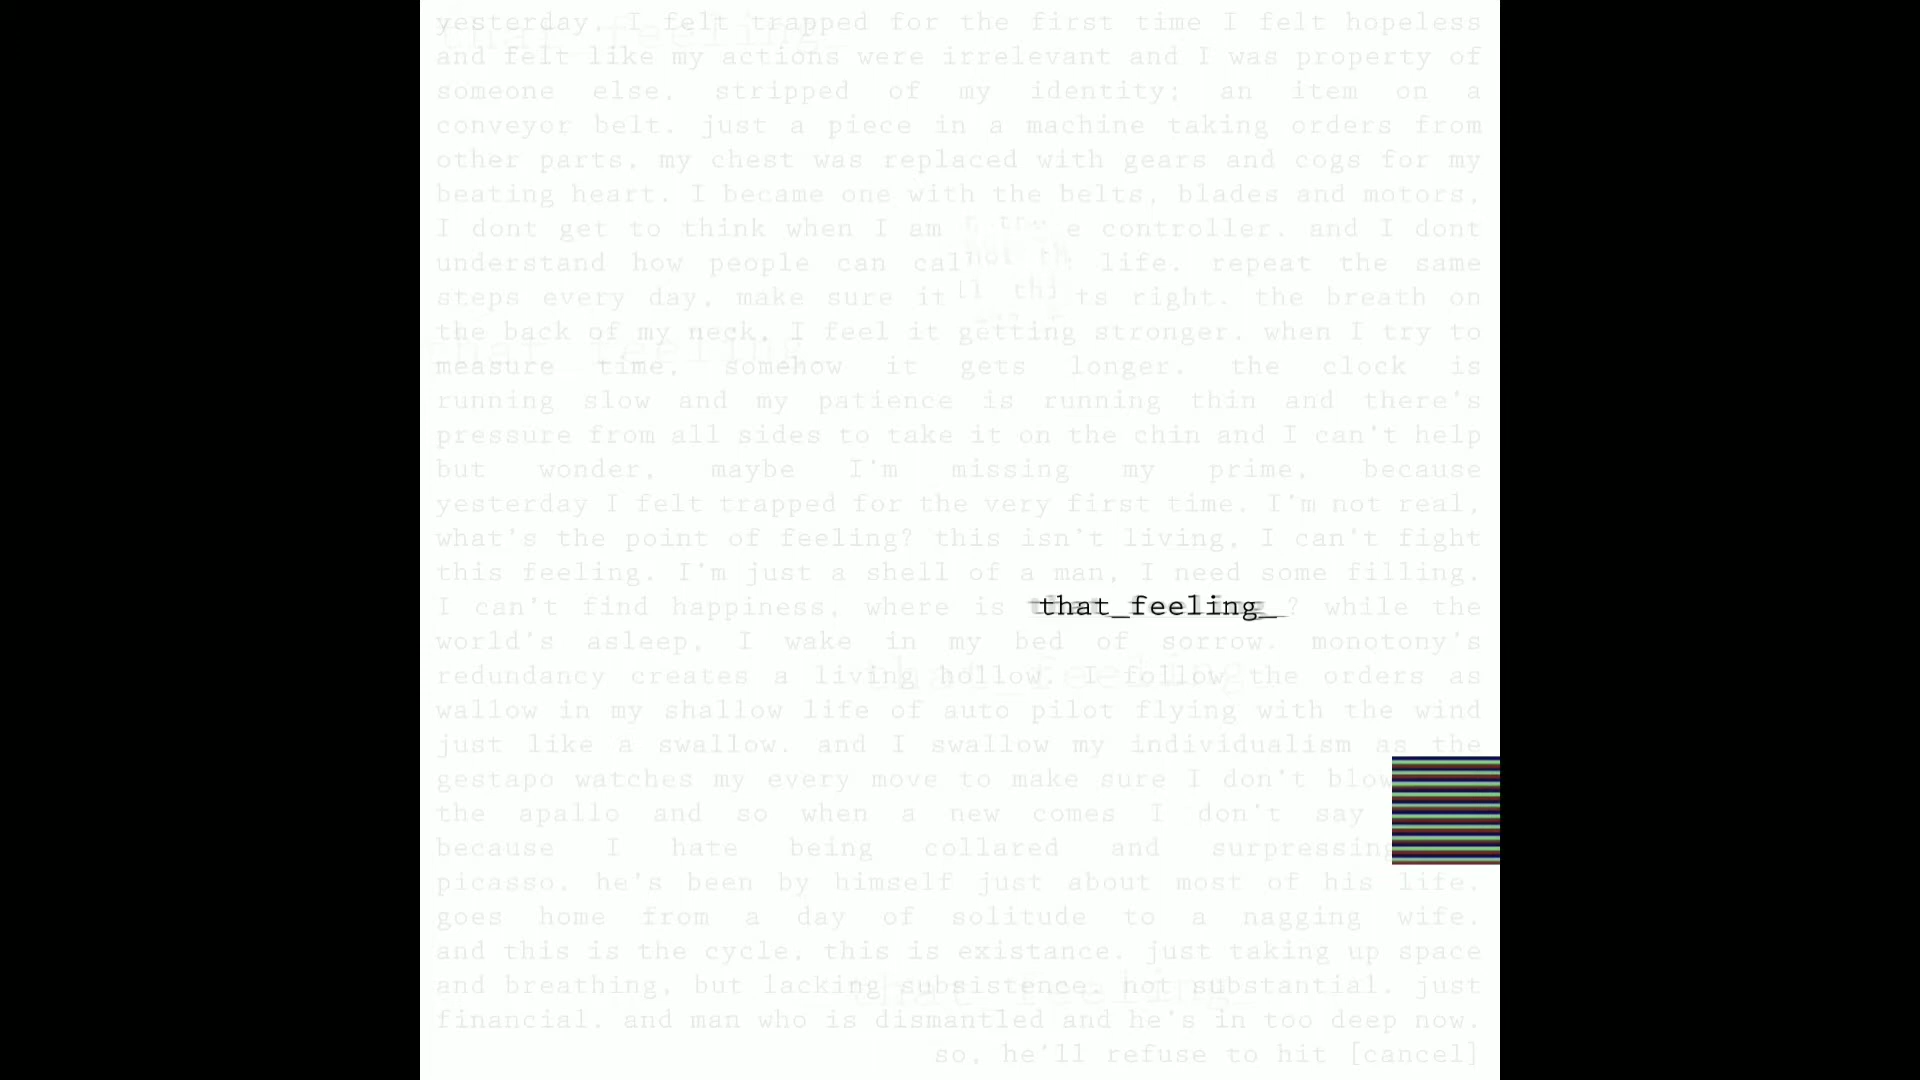 yesterday, I felt trapped for the first time I felt hopeless
and felt like my actions were irrelevant and I was property of
someone else, stripped of my identity; an item on a
conveyor belt. just a piece in a machine taking orders from
other parts, my chest was replaced with gears and cogs for my
beating heart. I became one with the belts, blades and motors,
I dont get to think when I am e controller. and I dont
understand how people can call life. repeat the same
steps every day, make sure it ts right. the breath on
the back of my neck, I feel it getting stronger. when I try to
measure time, somehow it gets longer. the clock is
running slow and my patience is running thin and there's
pressure from all sides to take it on the chin and I can't help
but wonder, maybe I'm missing my prime, because
yesterday I felt trapped for the very first time. I'm not real,
what's the point of feeling? this isn't living, I can't fight
this feeling. I'm just a shell of a man, I need some filling.
I can't find happiness, where is that_feeling_? while the
world's asleep, I wake in my bed of sorrow. monotony's
redundancy creates a living hollow. I follow the orders as
wallow in my shallow life of auto pilot flying with the wind
just like a swallow. and I swallow my individualism as the
gestapo watches my every move to make sure I don't blow
the apallo and so when a new comes I don't say
because I hate being collared and surpressing
picasso. he's been by himself just about most of his life.
goes home from a day of solitude to a nagging wife.
and this is the cycle, this is existance. just taking up space
and breathing, but lacking subsistence. not substantial. just
financial. and man who is dismantled and he's in too deep now.
so, he'll refuse to hit [cancel]